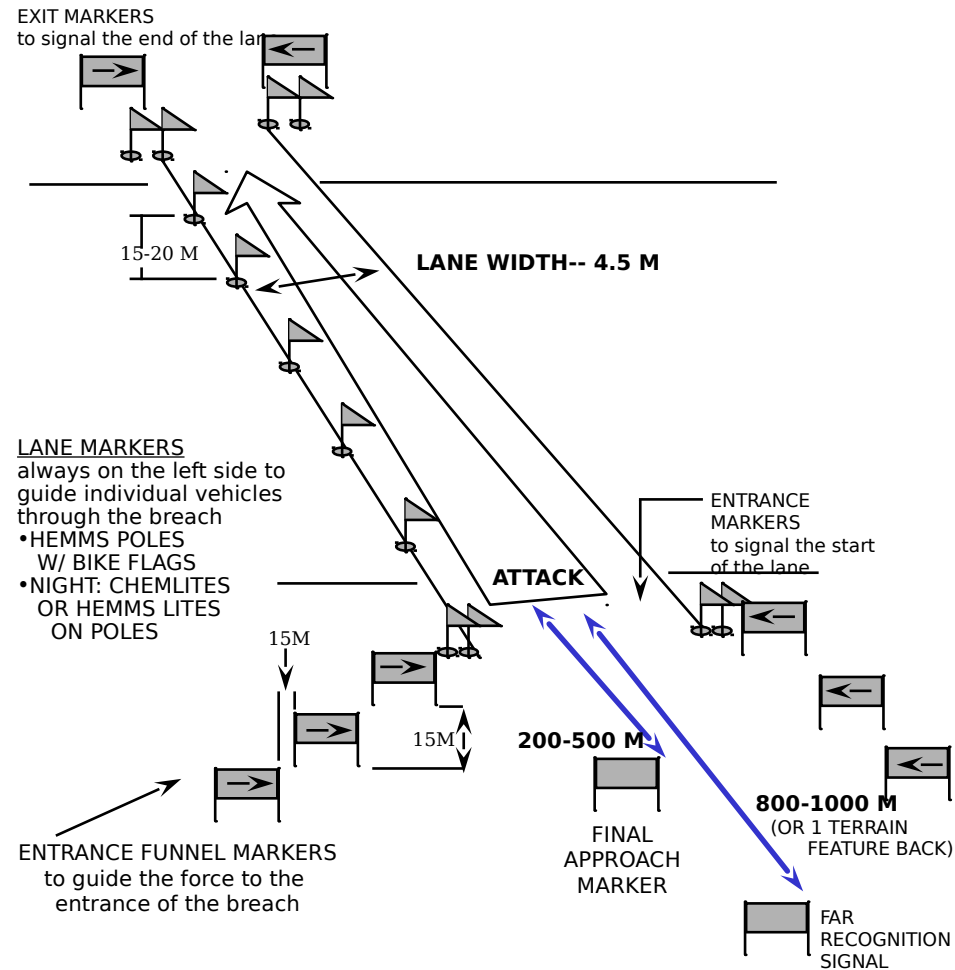 EXIT MARKERS
to signal the end of the lane
15-20 M
LANE WIDTH-- 4.5 M
LANE MARKERS
always on the left side to
guide individual vehicles
through the breach
•HEMMS POLES
W/ BIKE FLAGS
•NIGHT: CHEMLITES
OR HEMMS LITES
ON POLES
ENTRANCE
MARKERS
to signal the start
of the lane
ATTACK
15M
15M
200-500 M
800-1000 M
(OR 1 TERRAIN
FEATURE BACK)
FINAL
APPROACH
MARKER
ENTRANCE FUNNEL MARKERS
to guide the force to the
entrance of the breach
FAR
RECOGNITION
SIGNAL